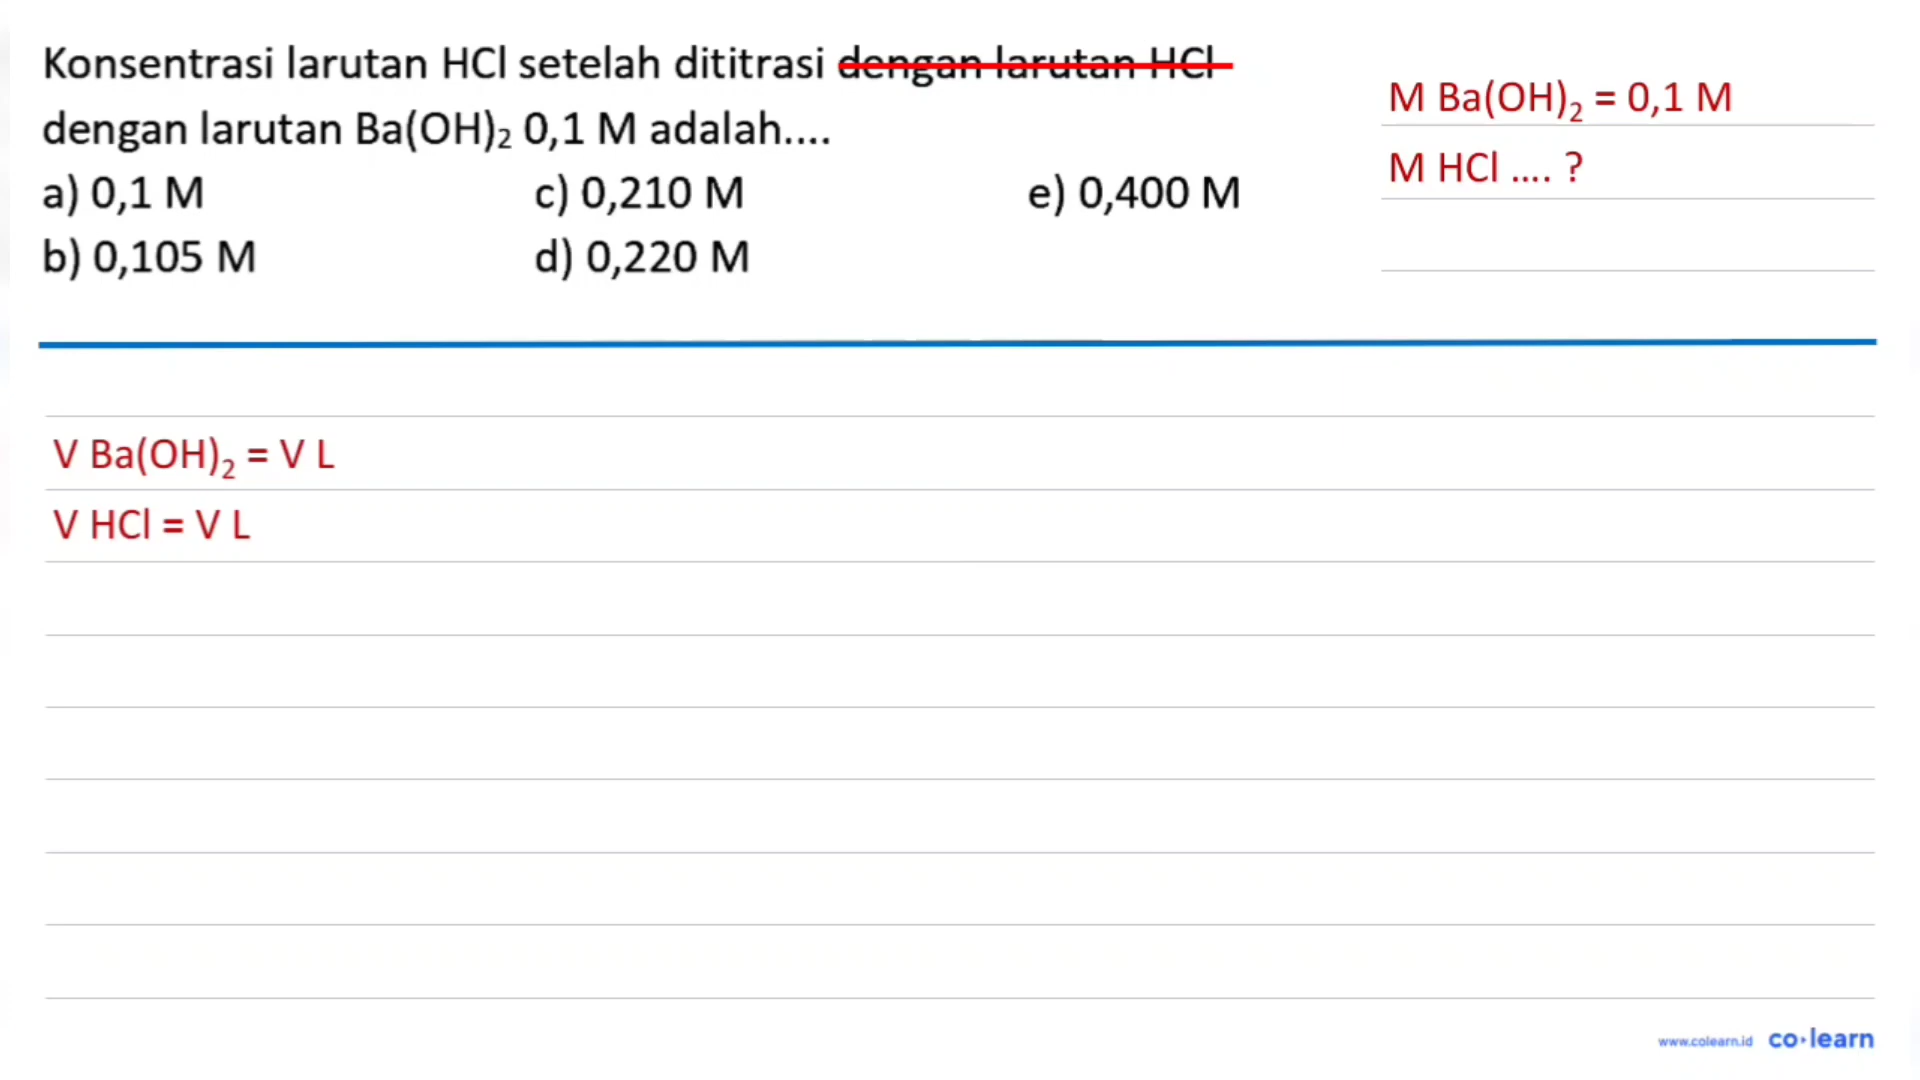 Konsentrasi larutan HCl setelah dititrasi dengan larutan HCl
dengan larutan Ba(OH)₂ 0,1 M adalah....
a) 0,1 M c) 0,210 M e) 0,400 M
b) 0,105 M d) 0,220 M
M Ba(OH)₂ = 0,1 M
M HCl .... ?
V Ba(OH)₂ = V L
V HCl = V L
www.colearn.id co·learn